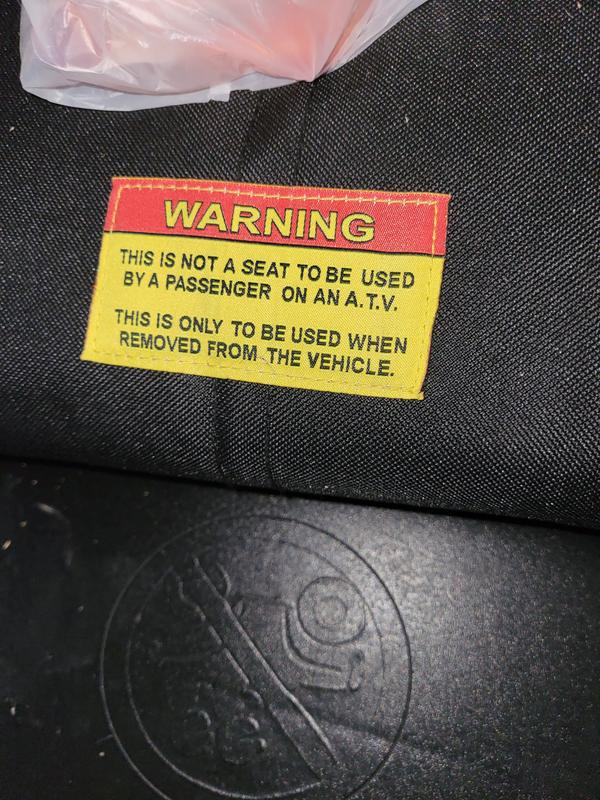 WARNING
THIS IS NOT A SEAT TO BE USED
BY A PASSENGER ON AN A.T.V.
THIS IS ONLY TO BE USED WHEN
REMOVED FROM THE VEHICLE.